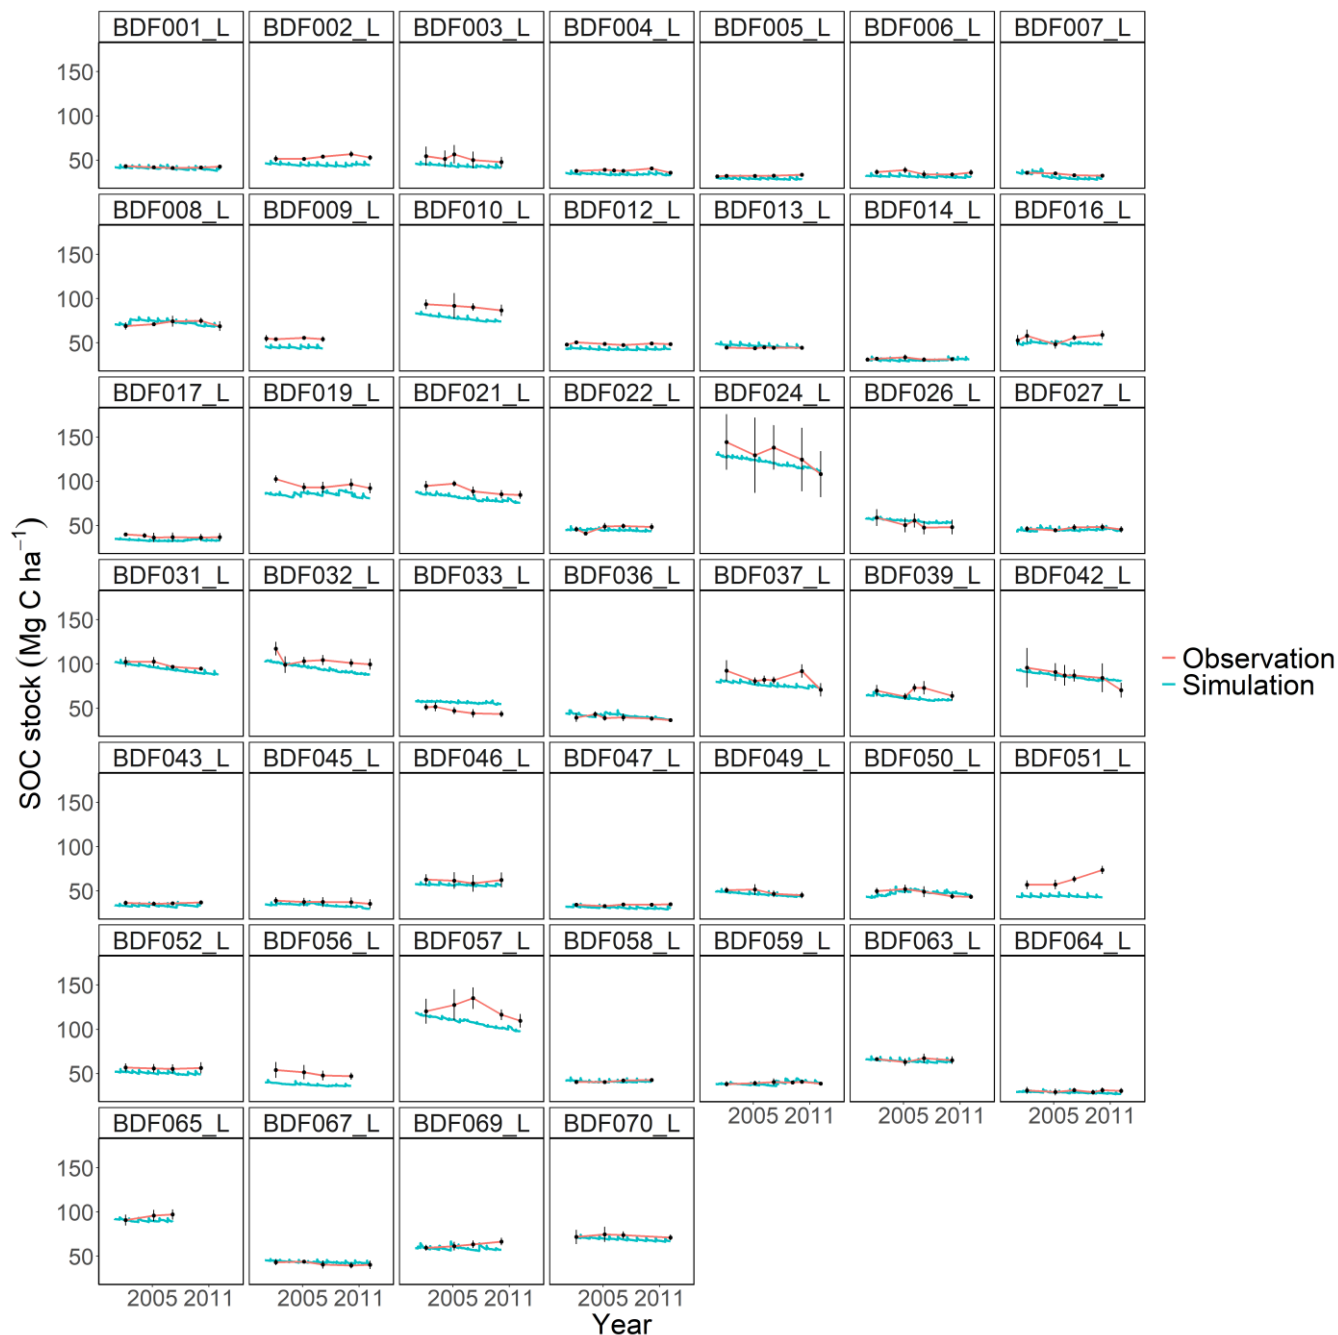 BDF001_L BDF002_L BDF003_L BDF004_L BDF005_L BDF006_L BDF007_L
150
100
50
BDF008_L BDF009_L BDF010_L BDF012_L BDF013_L BDF014_L BDF016_L
150
100
50
BDF017_L BDF019_L BDF021_L BDF022_L BDF024_L BDF026_L BDF027_L
150
100
50
BDF031_L BDF032_L BDF033_L BDF036_L BDF037_L BDF039_L BDF042_L
150
100
50
BDF043_L BDF045_L BDF046_L BDF047_L BDF049_L BDF050_L BDF051_L
150
100
50
BDF052_L BDF056_L BDF057_L BDF058_L BDF059_L BDF063_L BDF064_L
150
100
50
2005 2011 2005 2011 2005 2011
BDF065_L BDF067_L BDF069_L BDF070_L
150
100
50
2005 2011 2005 2011 2005 2011 2005 2011
Year
SOC stock (Mg C ha⁻¹)
Observation
Simulation